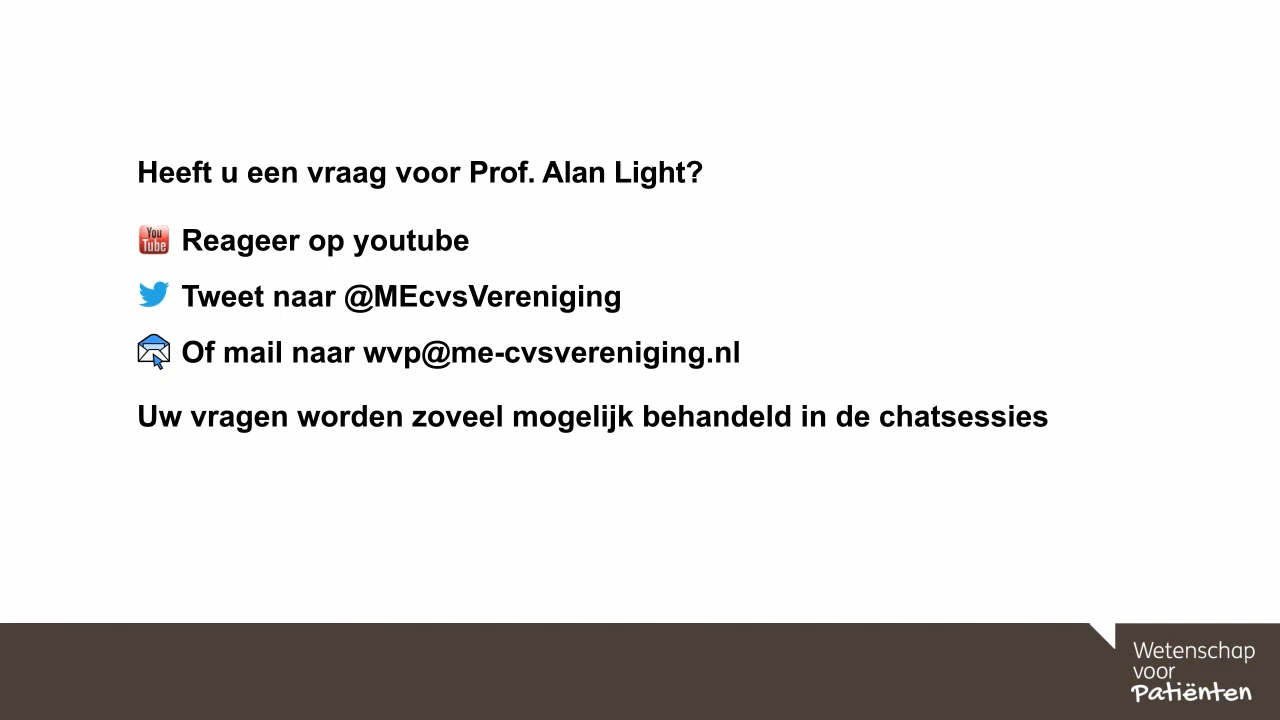 Heeft u een vraag voor Prof. Alan Light?
You
Tube
Reageer op youtube
Tweet naar @MEcvsVereniging
Of mail naar wvp@me-cvsvereniging.nl
Uw vragen worden zoveel mogelijk behandeld in de chatsessies
Wetenschap
voor
Patiënten